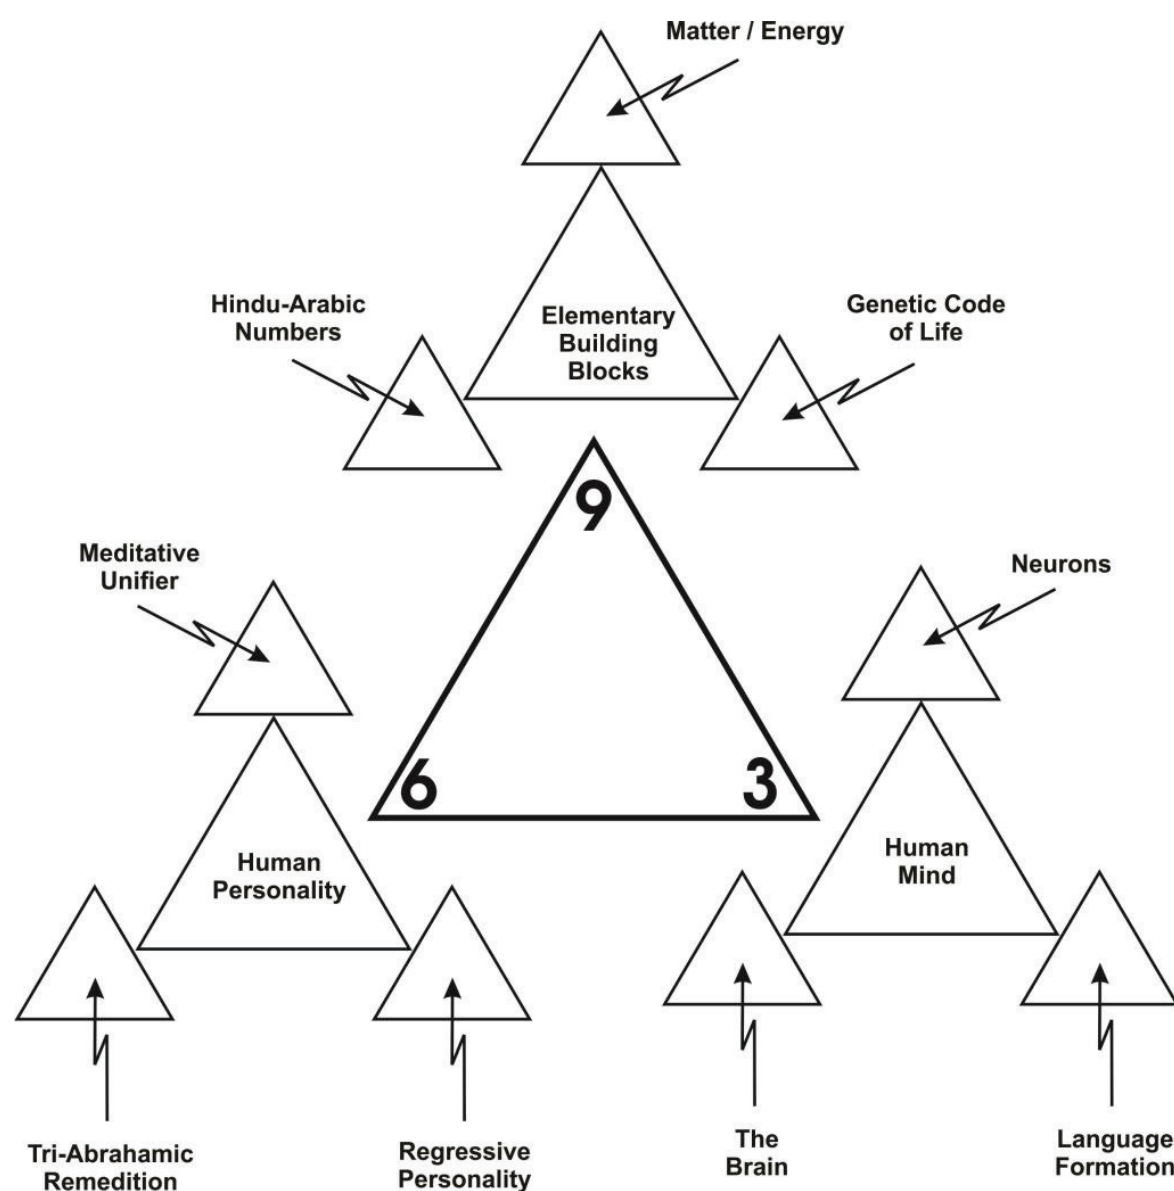 Matter / Energy
Hindu-Arabic
Numbers
Elementary
Building
Blocks
Genetic Code
of Life
9
Meditative
Unifier
Neurons
6
3
Human
Personality
Human
Mind
Tri-Abrahamic
Remedition
Regressive
Personality
The
Brain
Language
Formation